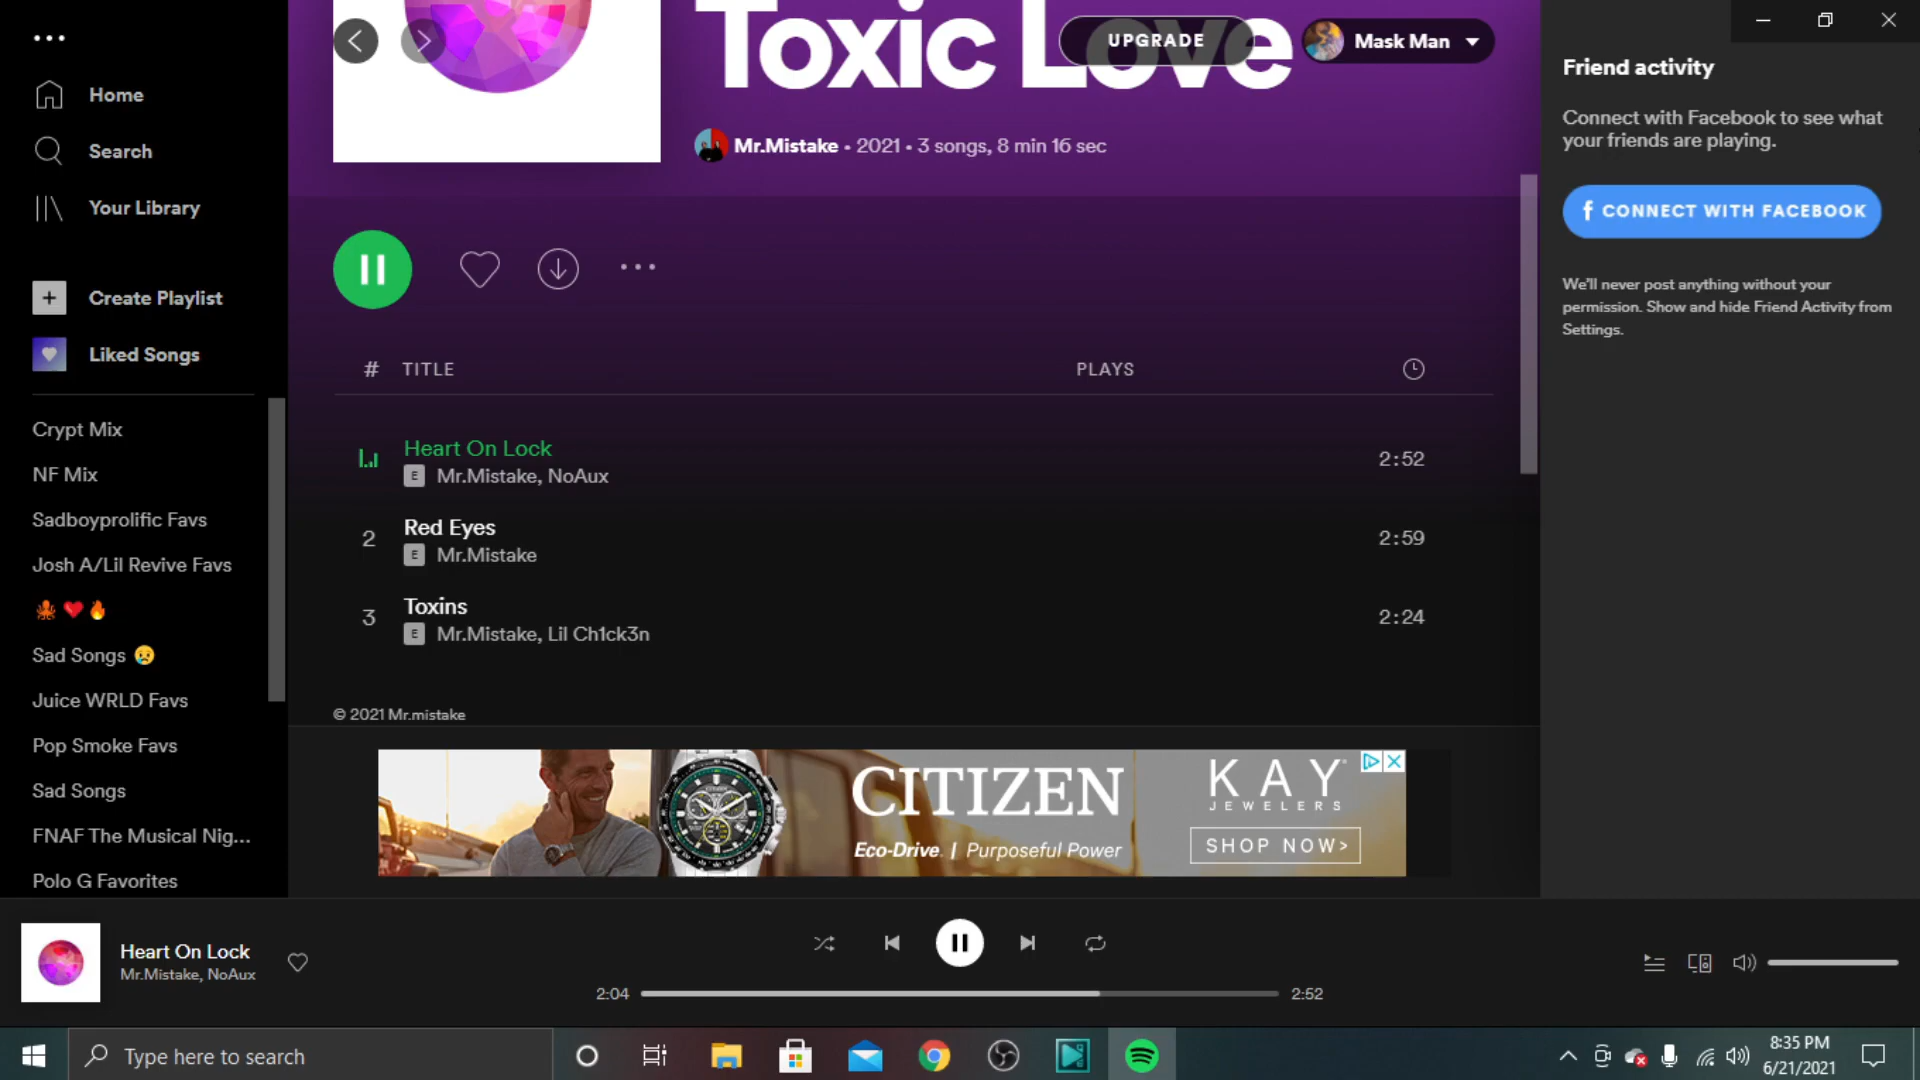 Toxic Love
UPGRADE
Mask Man
Mr.Mistake • 2021 • 3 songs, 8 min 16 sec
Home
Search
Your Library
Create Playlist
Liked Songs
Crypt Mix
NF Mix
Sadboyprolific Favs
Josh A/Lil Revive Favs
🐙❤️🔥
Sad Songs 😥
Juice WRLD Favs
Pop Smoke Favs
Sad Songs
FNAF The Musical Nig...
Polo G Favorites
# TITLE PLAYS
Heart On Lock 2:52
E Mr.Mistake, NoAux
2 Red Eyes 2:59
E Mr.Mistake
3 Toxins 2:24
E Mr.Mistake, Lil Ch1ck3n
© 2021 Mr.mistake
CITIZEN
Eco-Drive. | Purposeful Power
KAY
JEWELERS
SHOP NOW>
Friend activity
Connect with Facebook to see what
your friends are playing.
f CONNECT WITH FACEBOOK
We'll never post anything without your
permission. Show and hide Friend Activity from
Settings.
Heart On Lock
Mr.Mistake, NoAux
2:04 2:52
Type here to search
8:35 PM
6/21/2021